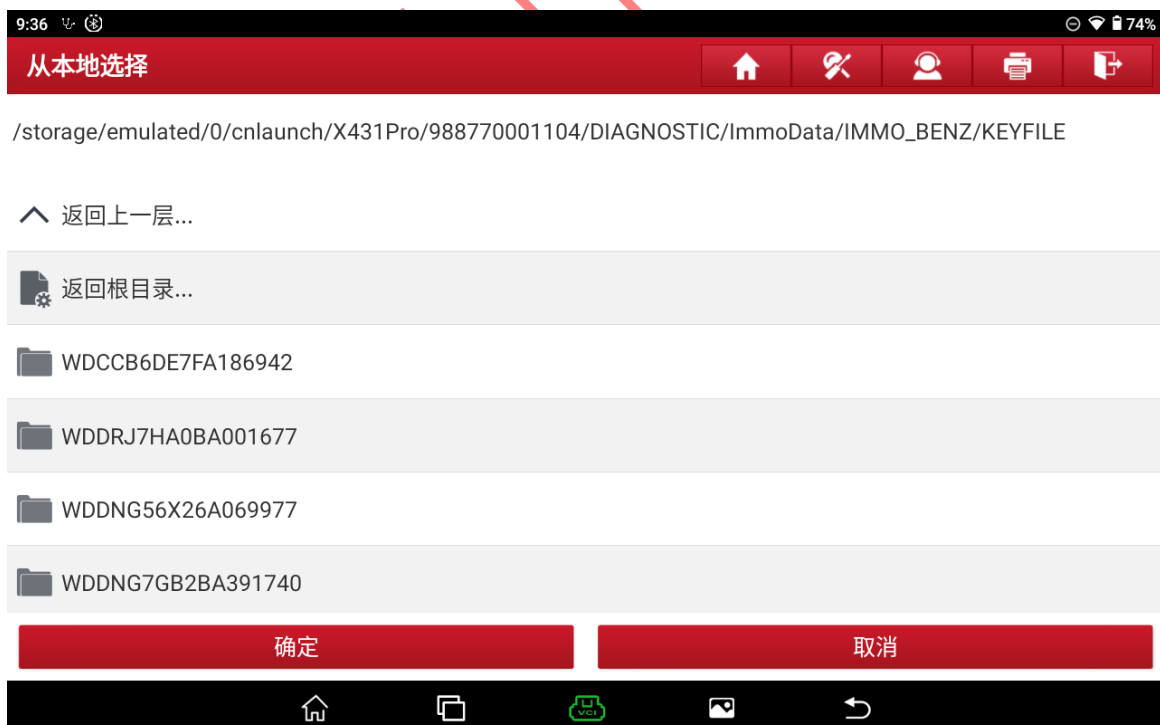 9:36
74%
从本地选择
/storage/emulated/0/cnlaunch/X431Pro/988770001104/DIAGNOSTIC/ImmoData/IMMO_BENZ/KEYFILE
返回上一层...
返回根目录...
WDCCB6DE7FA186942
WDDRJ7HA0BA001677
WDDNG56X26A069977
WDDNG7GB2BA391740
确定
取消
VCI